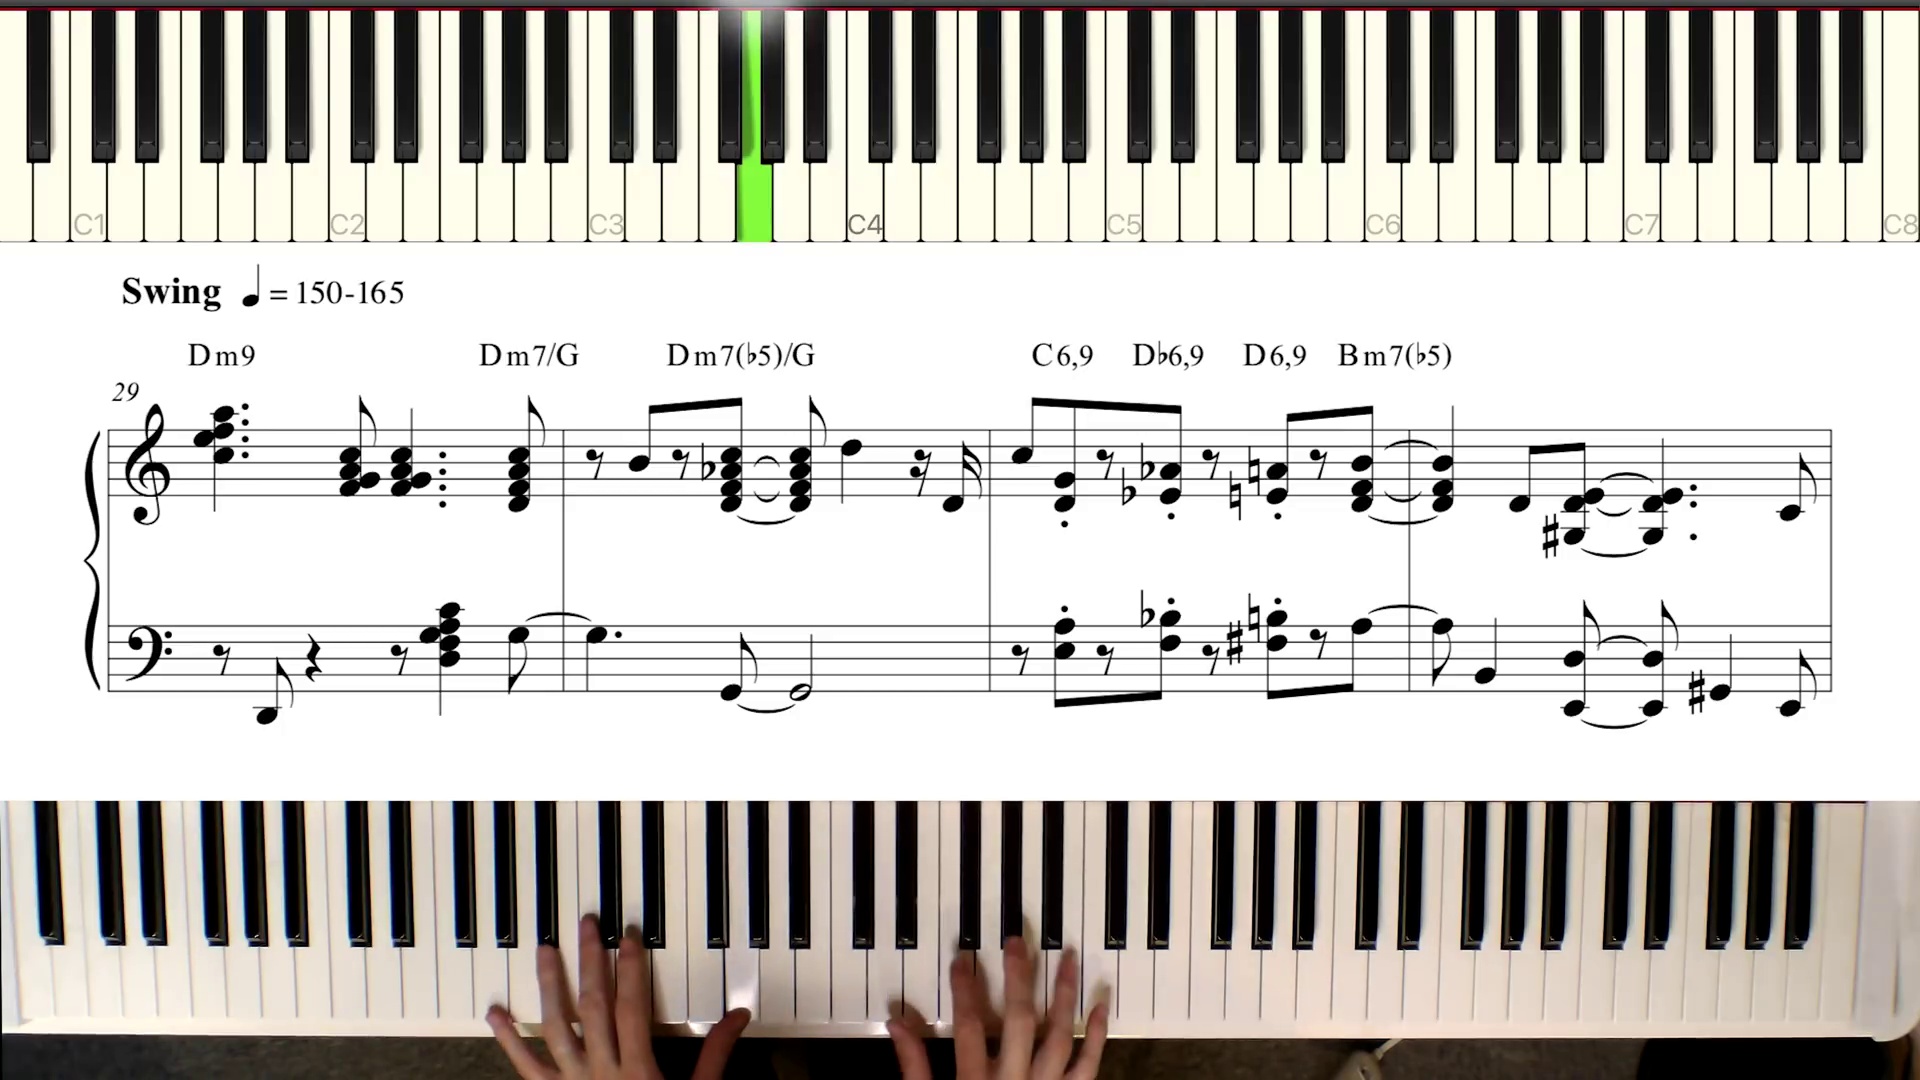 C1 C2 C3 C4 C5 C6 C7 C8
Swing ♩ = 150-165
Dm9 Dm7/G Dm7(♭5)/G C6,9 D♭6,9 D6,9 Bm7(♭5)
29